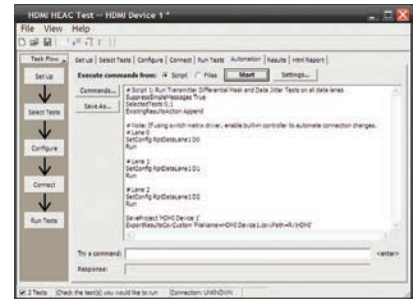 HDMI HEAC Test -- HDMI Device 1 *
File View Help
Task Flow Set Up Select Tests Configure Connect Run Tests Automation Results Html Report
Set Up
Select Tests
Configure
Connect
Run Tests
Execute commands from: Script Files Start Settings...
Commands...
Save As...
# Script 1: Run Transmitter Differential Mask and Data Jitter Tests on all data lanes
SuppressSimpleMessages True
SelectedTests 0,1
ExistingResultsAction Append
# Note: If using switch matrix driver, enable builtin controller to automate connection changes.
# Lane 0
SetConfig RptDataLane1 D0
Run
# Lane 1
SetConfig RptDataLane1 D1
Run
# Lane 2
SetConfig RptDataLane1 D2
Run
SaveProject 'HDMI Device 1'
Try a command:
<enter>
Response:
2 Tests Check the test(s) you would like to run Connection: UNKNOWN